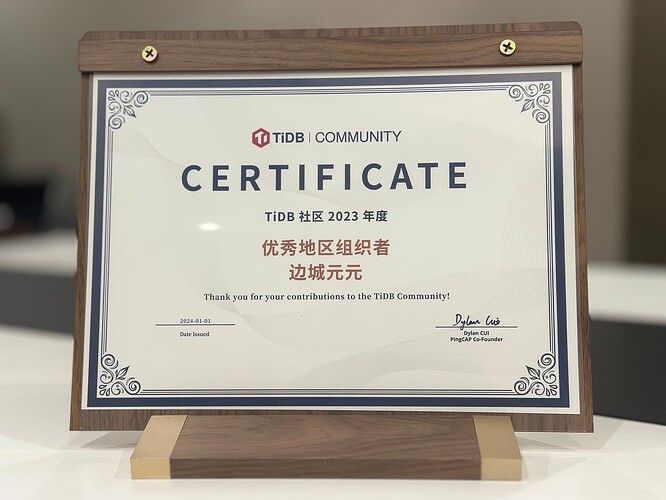 TiDB | COMMUNITY
CERTIFICATE
TiDB 社区 2023 年度
优秀地区组织者
边城元元
Thank you for your contributions to the TiDB Community!
2024-01-01
Date Issued
Dylan Cui
Dylan CUI
PingCAP Co-Founder